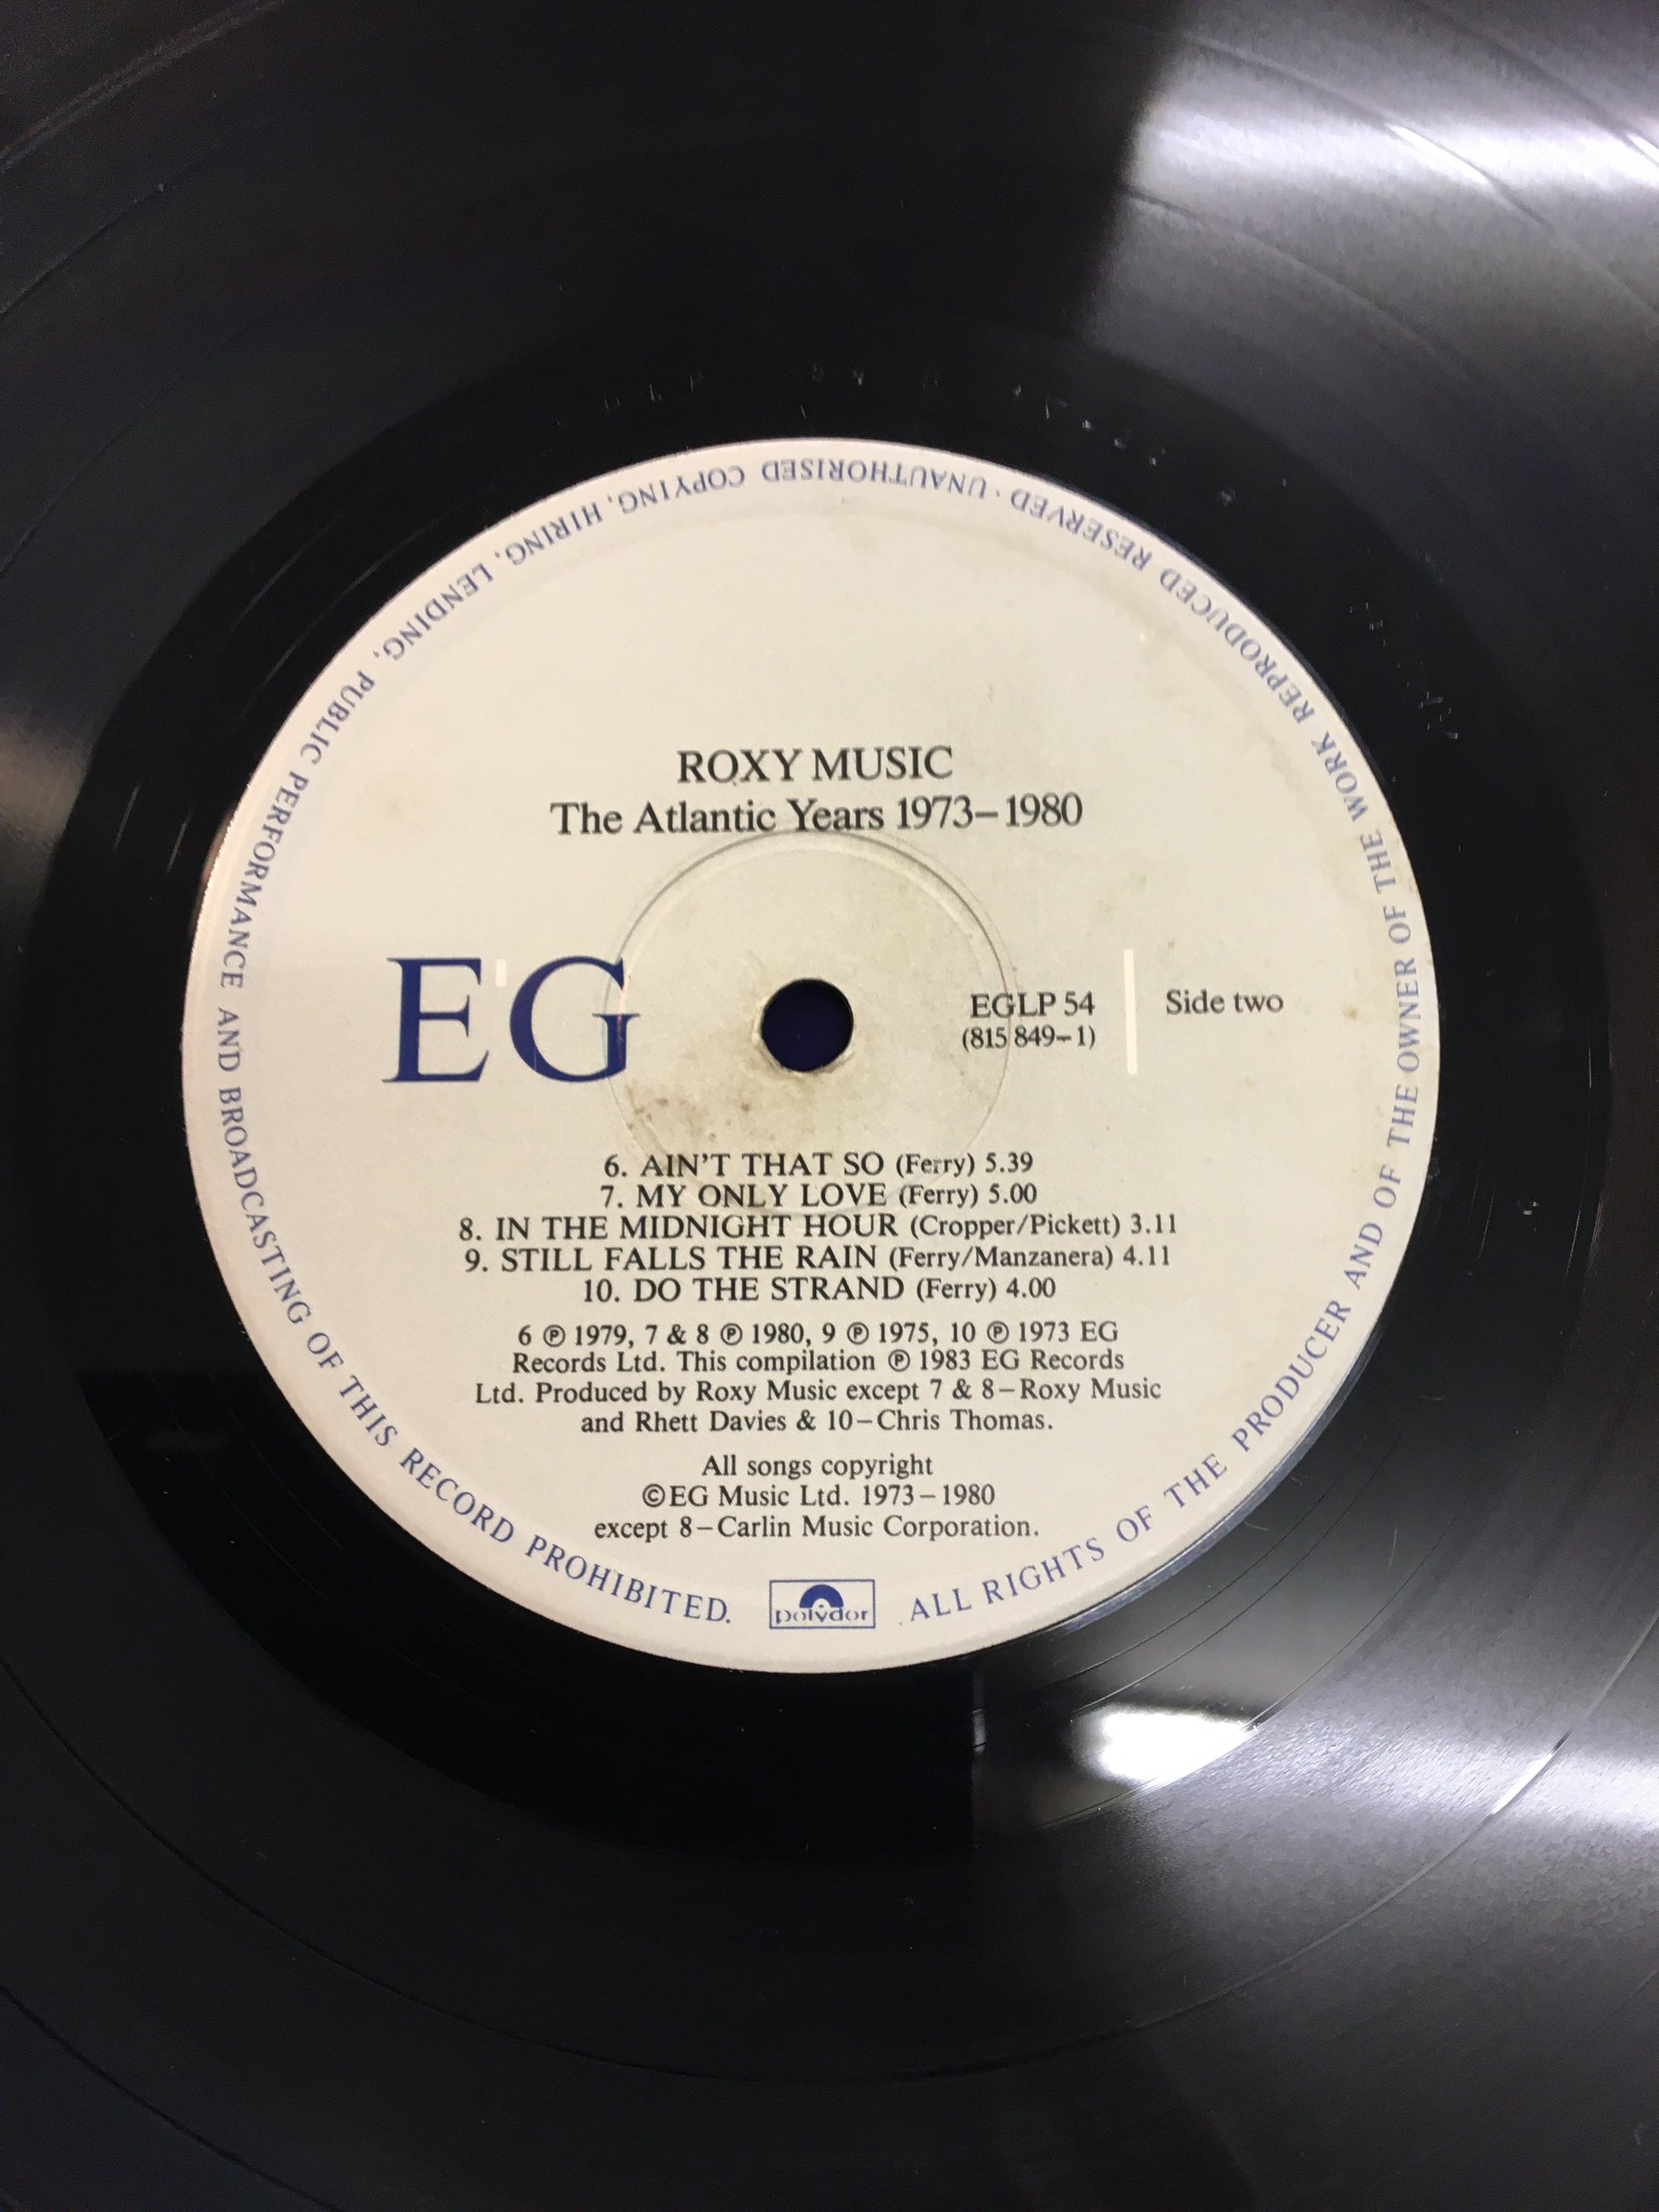 ROXY MUSIC
The Atlantic Years 1973–1980
EG
EGLP 54
(815 849–1)
Side two
6. AIN'T THAT SO (Ferry) 5.39
7. MY ONLY LOVE (Ferry) 5.00
8. IN THE MIDNIGHT HOUR (Cropper/Pickett) 3.11
9. STILL FALLS THE RAIN (Ferry/Manzanera) 4.11
10. DO THE STRAND (Ferry) 4.00
6 ℗ 1979, 7 & 8 ℗ 1980, 9 ℗ 1975, 10 ℗ 1973 EG
Records Ltd. This compilation ℗ 1983 EG Records
Ltd. Produced by Roxy Music except 7 & 8–Roxy Music
and Rhett Davies & 10–Chris Thomas.
All songs copyright
©EG Music Ltd. 1973–1980
except 8–Carlin Music Corporation.
polydor
ALL RIGHTS OF THE PRODUCER AND OF THE OWNER OF THE WORK REPRODUCED RESERVED · UNAUTHORISED COPYING, HIRING, LENDING, PUBLIC PERFORMANCE AND BROADCASTING OF THIS RECORD PROHIBITED.